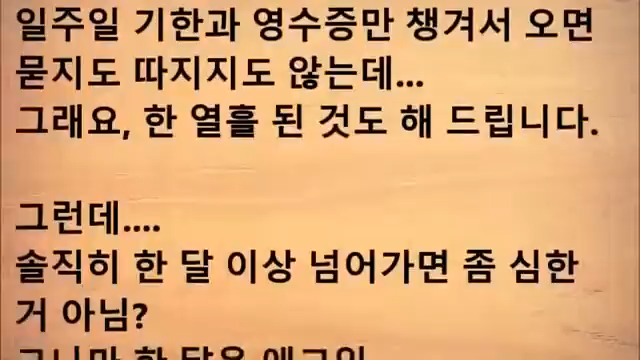 일주일 기한과 영수증만 챙겨서 오면
묻지도 따지지도 않는데...
그래요, 한 열흘 된 것도 해 드립니다.
그런데....
솔직히 한 달 이상 넘어가면 좀 심한
거 아님?